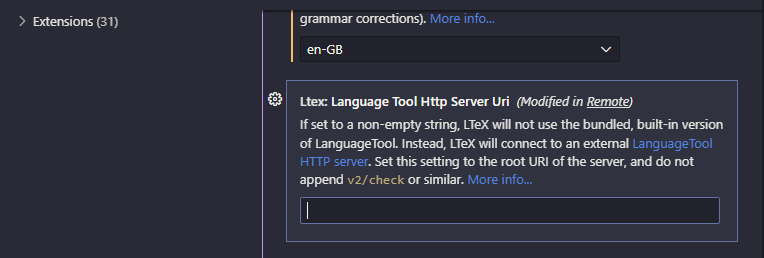 Extensions (31)
grammar corrections). More info...
en-GB
Ltex: Language Tool Http Server Uri (Modified in Remote)
If set to a non-empty string, LTeX will not use the bundled, built-in version
of LanguageTool. Instead, LTeX will connect to an external LanguageTool
HTTP server. Set this setting to the root URI of the server, and do not
append v2/check or similar. More info...